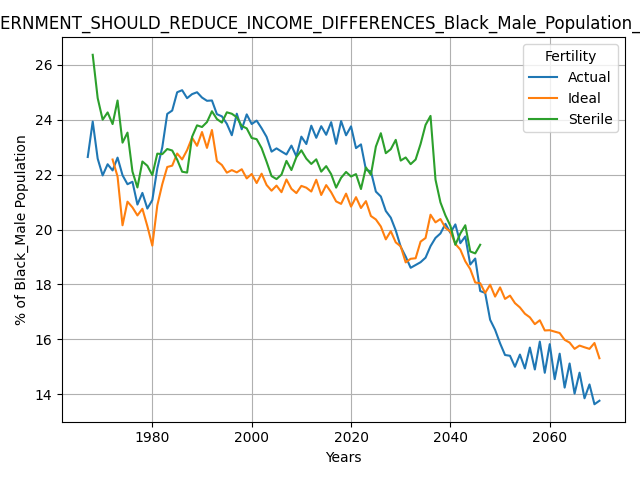 ERNMENT_SHOULD_REDUCE_INCOME_DIFFERENCES_Black_Male_Population_
% of Black_Male Population
26
24
22
20
18
16
14
1980
2000
2020
2040
2060
Years
Fertility
Actual
Ideal
Sterile